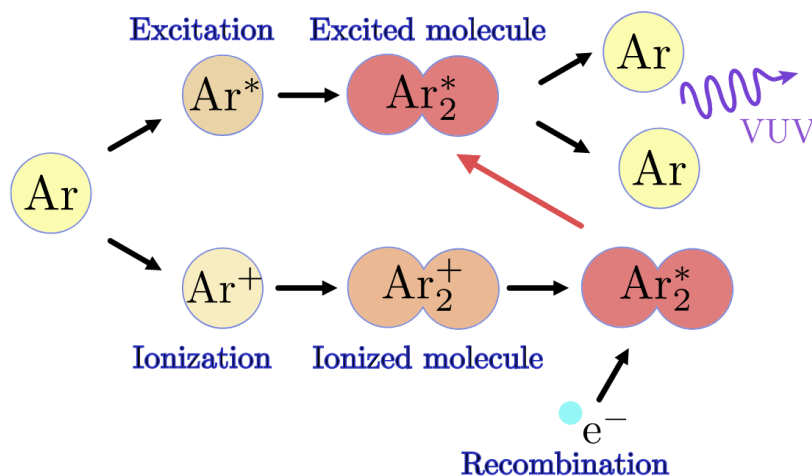 Excitation Excited molecule
Ar
Ar*
Ar₂*
VUV
Ar
Ar
Ar⁺
Ar₂⁺
Ar₂*
Ionization Ionized molecule
e⁻
Recombination